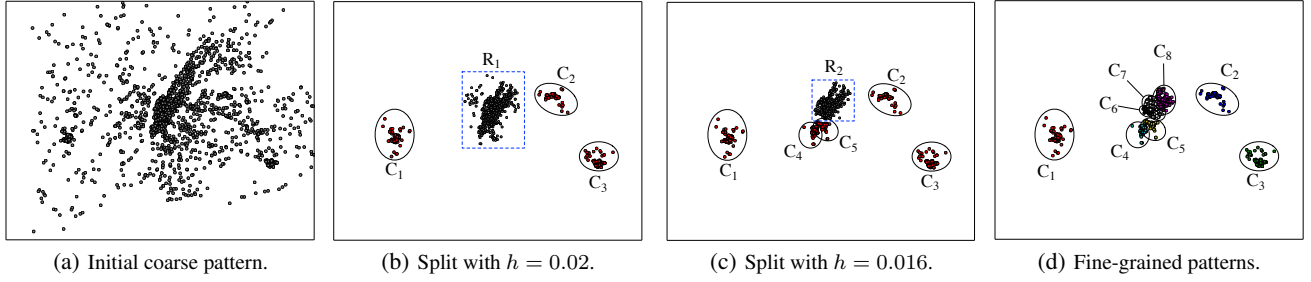 R₁
C₂
C₁
C₃
R₂
C₂
C₄
C₅
C₁
C₃
C₈
C₇
C₂
C₆
C₄
C₅
C₁
C₃
(a) Initial coarse pattern.
(b) Split with h = 0.02.
(c) Split with h = 0.016.
(d) Fine-grained patterns.